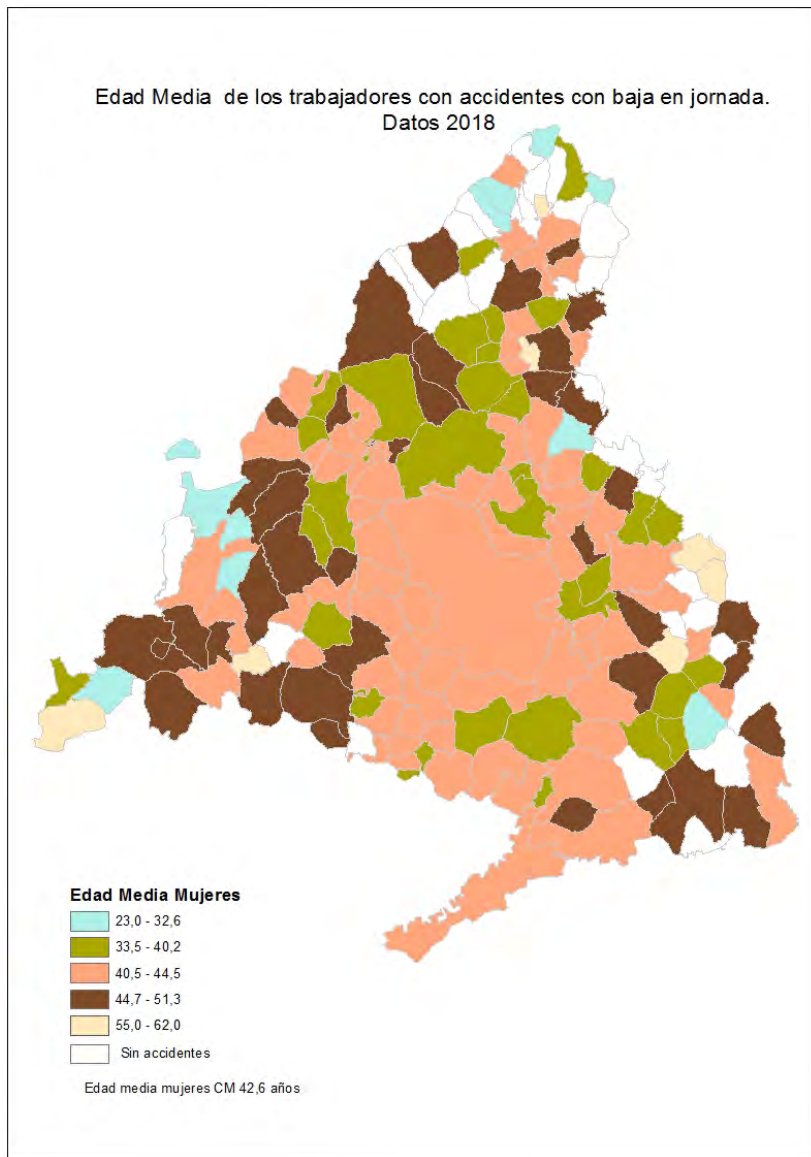 Edad Media de los trabajadores con accidentes con baja en jornada.
Datos 2018
Edad Media Mujeres
23,0 - 32,6
33,5 - 40,2
40,5 - 44,5
44,7 - 51,3
55,0 - 62,0
Sin accidentes
Edad media mujeres CM 42,6 años